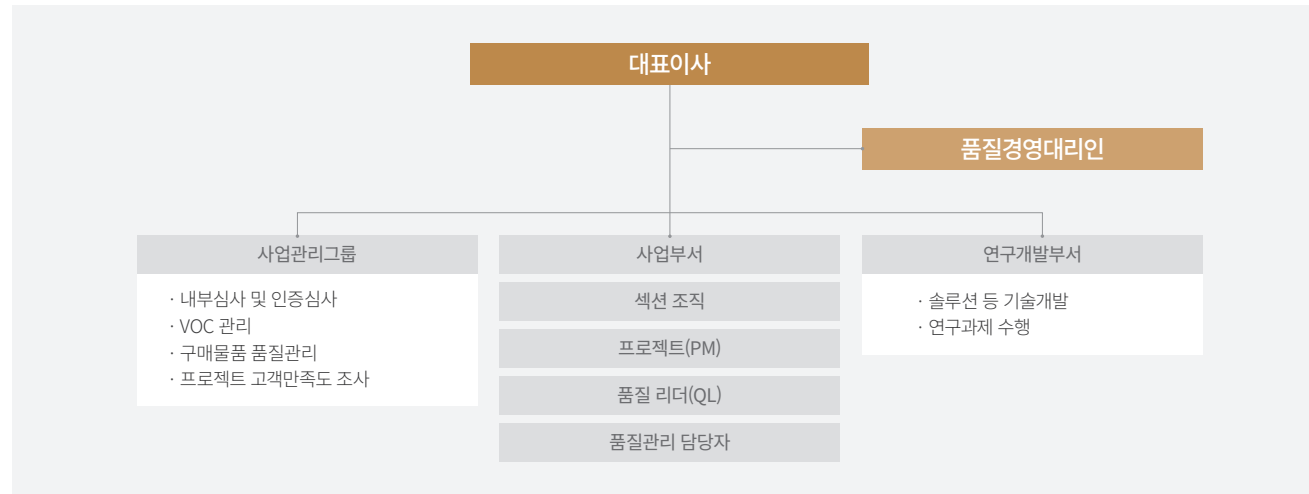 대표이사
품질경영대리인
사업관리그룹
· 내부심사 및 인증심사
· VOC 관리
· 구매물품 품질관리
· 프로젝트 고객만족도 조사
사업부서
섹션 조직
프로젝트(PM)
품질 리더(QL)
품질관리 담당자
연구개발부서
· 솔루션 등 기술개발
· 연구과제 수행